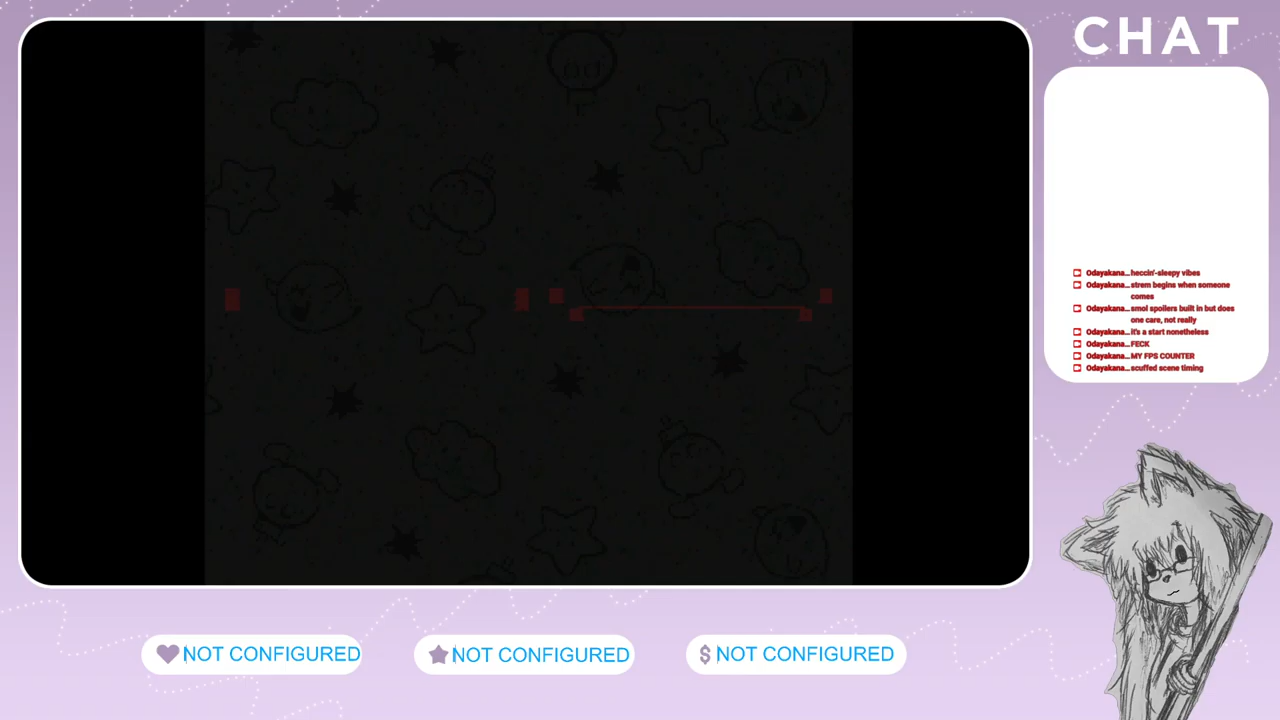 CHAT
Odayakana... heccin'-sleepy vibes
Odayakana... strem begins when someone
comes
Odayakana... smol spoilers built in but does
one care, not really
Odayakana... it's a start nonetheless
Odayakana... FECK
Odayakana... MY FPS COUNTER
Odayakana... scuffed scene timing
NOT CONFIGURED
NOT CONFIGURED
$ NOT CONFIGURED